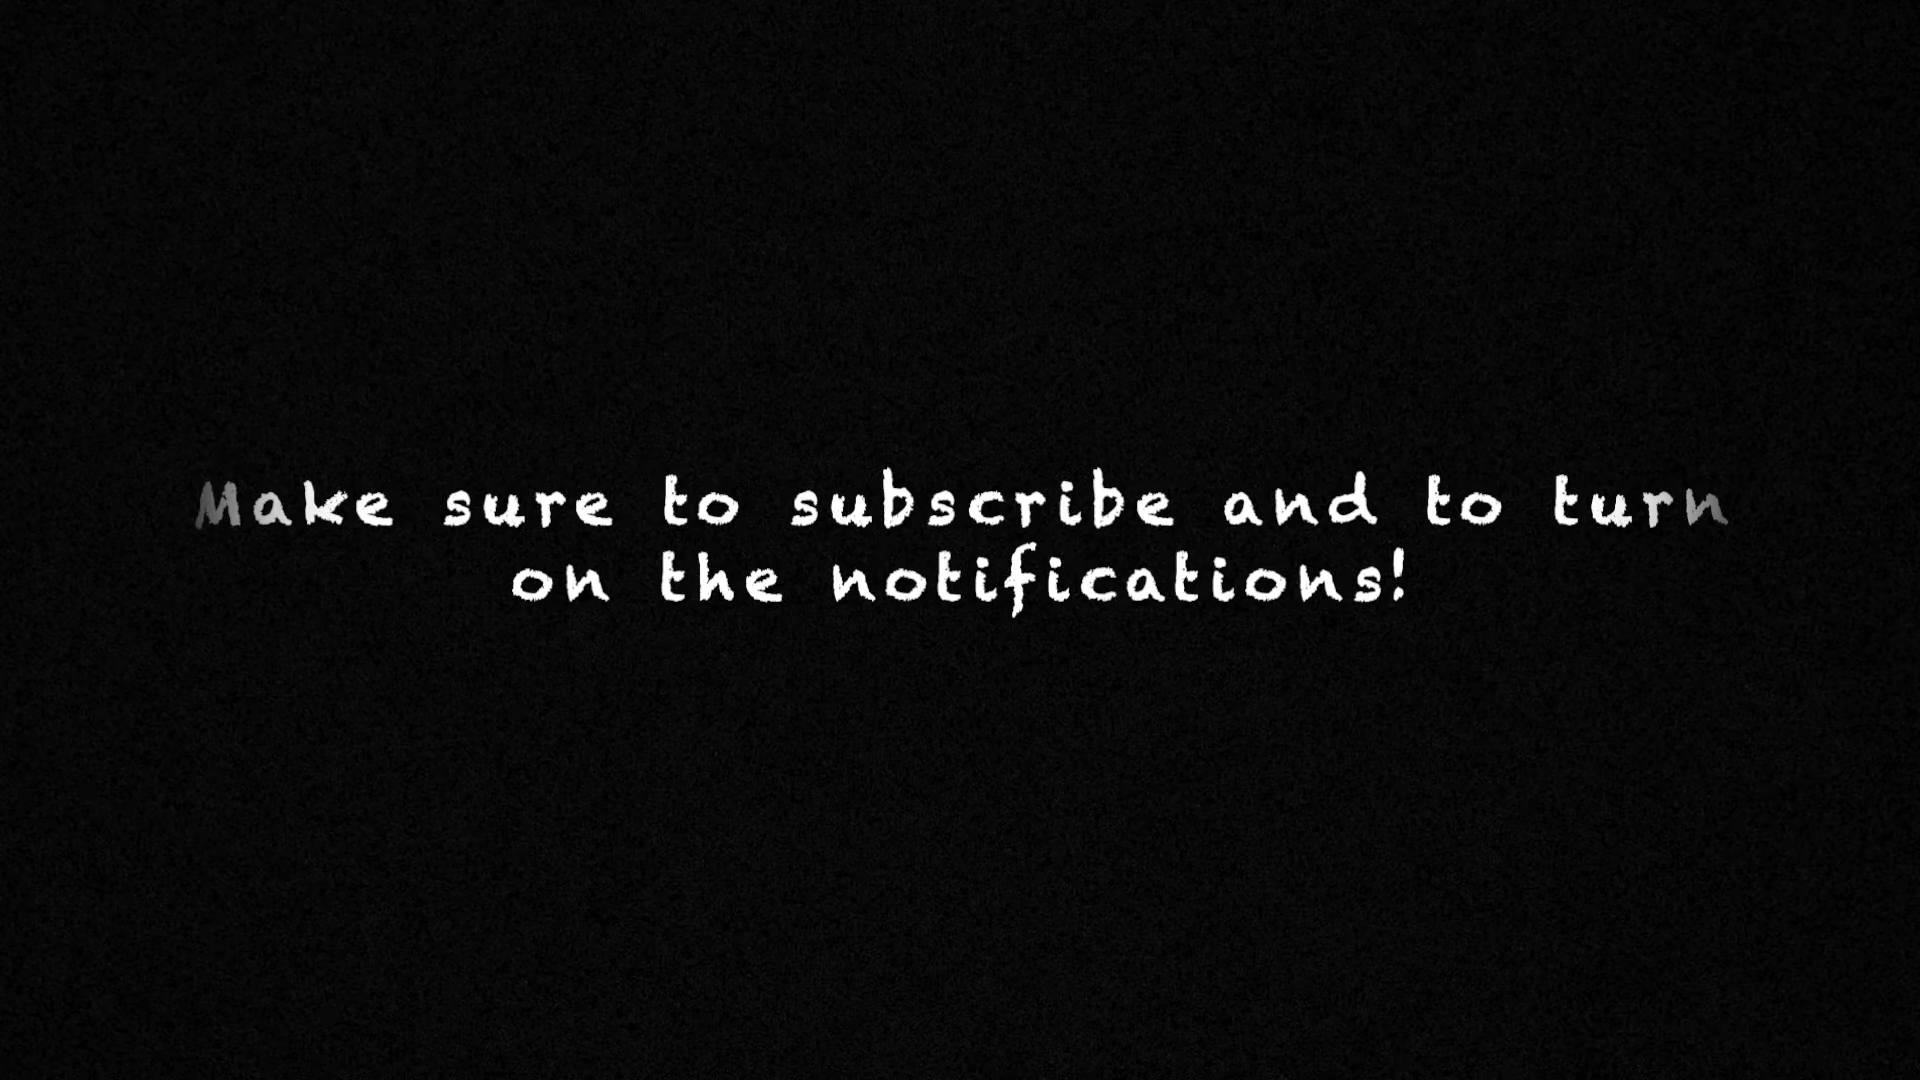 Make sure to subscribe and to turn
on the notifications!